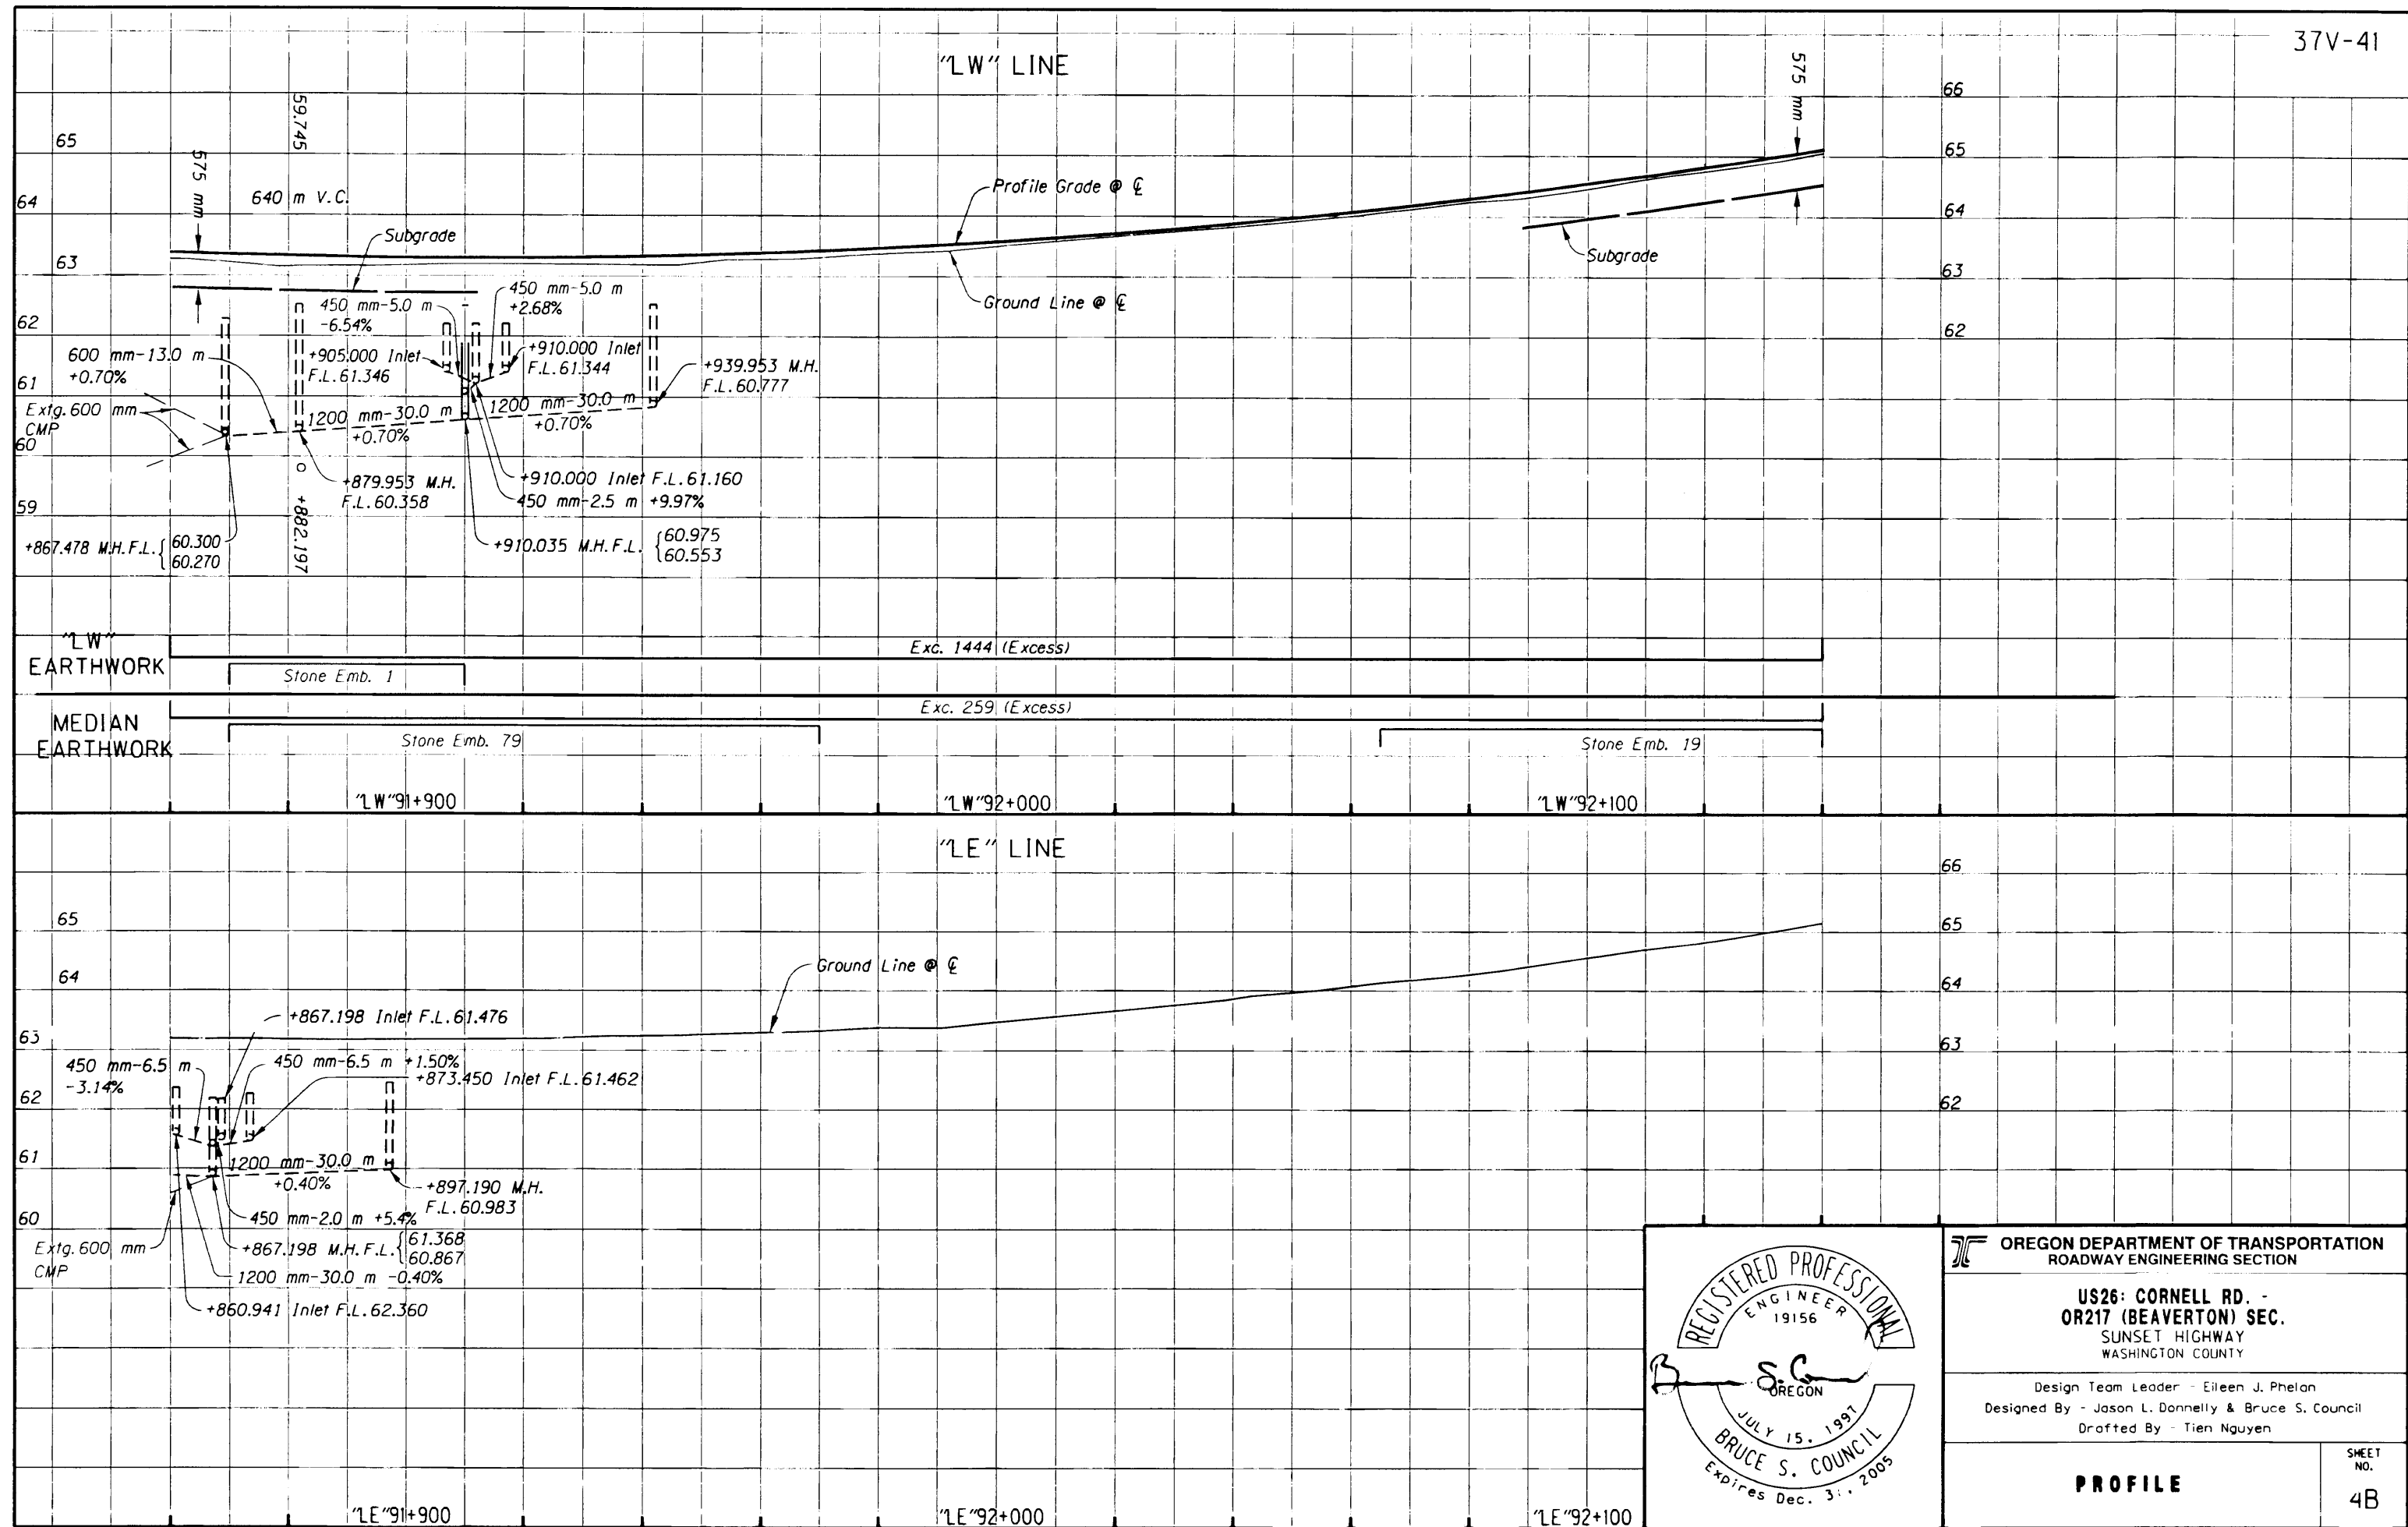 37V-41
"LW" LINE
66
65
64
63
62
65
64
63
62
61
60
59
575 mm
59.745
575 mm
640 m V.C.
Subgrade
Profile Grade @ ℄
Ground Line @ ℄
Subgrade
450 mm-5.0 m
-6.54%
450 mm-5.0 m
+2.68%
600 mm-13.0 m
+0.70%
+905.000 Inlet
F.L.61.346
+910.000 Inlet
F.L.61.344
+939.953 M.H.
F.L.60.777
Extg.600 mm
CMP
1200 mm-30.0 m
+0.70%
1200 mm-30.0 m
+0.70%
+879.953 M.H.
F.L.60.358
+910.000 Inlet F.L.61.160
450 mm-2.5 m +9.97%
+882.197
+867.478 M.H.F.L. { 60.300
60.270
+910.035 M.H.F.L. { 60.975
60.553
"LW"
EARTHWORK
Exc. 1444 (Excess)
Stone Emb. 1
MEDIAN
EARTHWORK
Exc. 259 (Excess)
Stone Emb. 79
Stone Emb. 19
"LW"91+900
"LW"92+000
"LW"92+100
"LE" LINE
66
65
64
63
62
65
64
63
62
61
60
Ground Line @ ℄
+867.198 Inlet F.L.61.476
450 mm-6.5 m
-3.14%
450 mm-6.5 m +1.50%
+873.450 Inlet F.L.61.462
1200 mm-30.0 m
+0.40%
+897.190 M.H.
F.L.60.983
450 mm-2.0 m +5.4%
Extg.600 mm
CMP
+867.198 M.H.F.L. { 61.368
60.867
1200 mm-30.0 m -0.40%
+860.941 Inlet F.L.62.360
"LE"91+900
"LE"92+000
"LE"92+100
REGISTERED PROFESSIONAL
ENGINEER
19156
OREGON
JULY 15, 1997
BRUCE S. COUNCIL
Expires Dec. 31, 2005
OREGON DEPARTMENT OF TRANSPORTATION
ROADWAY ENGINEERING SECTION
US26: CORNELL RD. -
OR217 (BEAVERTON) SEC.
SUNSET HIGHWAY
WASHINGTON COUNTY
Design Team Leader - Eileen J. Phelan
Designed By - Jason L. Donnelly & Bruce S. Council
Drafted By - Tien Nguyen
PROFILE
SHEET
NO.
4B